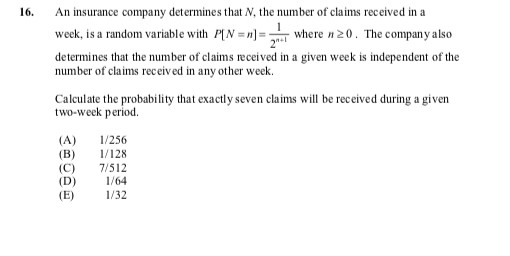 16. An insurance company determines that N, the number of claims received in a
week, is a random variable with P[N = n] = 1/2^{n+1} where n ≥ 0. The company also
determines that the number of claims received in a given week is independent of the
number of claims received in any other week.
Calculate the probability that exactly seven claims will be received during a given
two-week period.
(A) 1/256
(B) 1/128
(C) 7/512
(D) 1/64
(E) 1/32